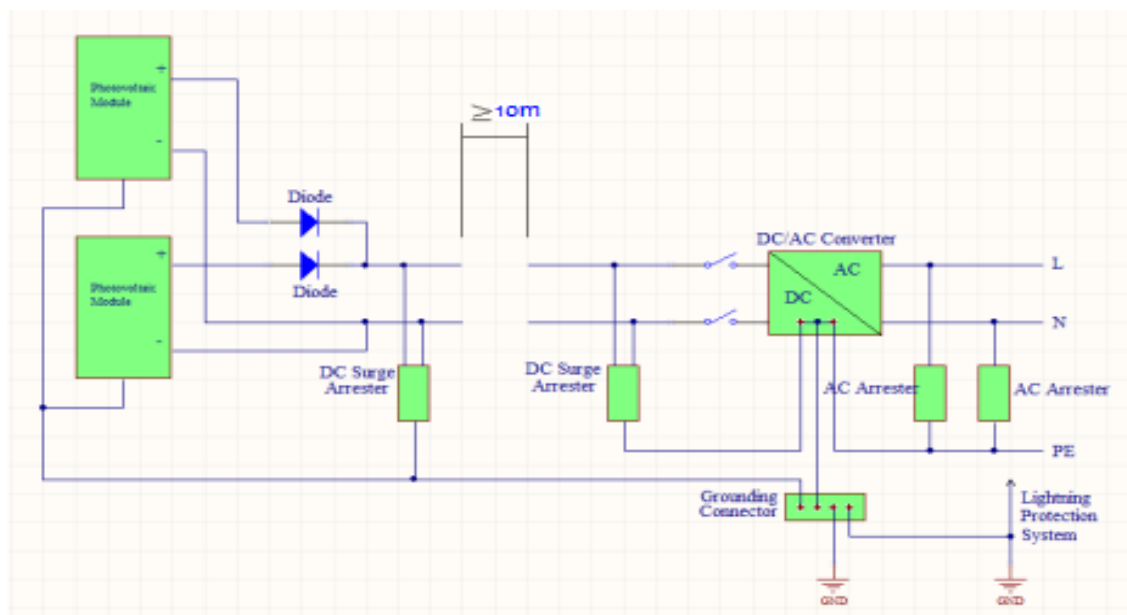 Photovoltaic
Module
+
-
≥10m
Diode
DC/AC Converter
AC
DC
L
N
Photovoltaic
Module
+
-
Diode
DC Surge
Arrester
DC Surge
Arrester
AC Arrester
AC Arrester
PE
Grounding
Connector
Lightning
Protection
System
GND
GND